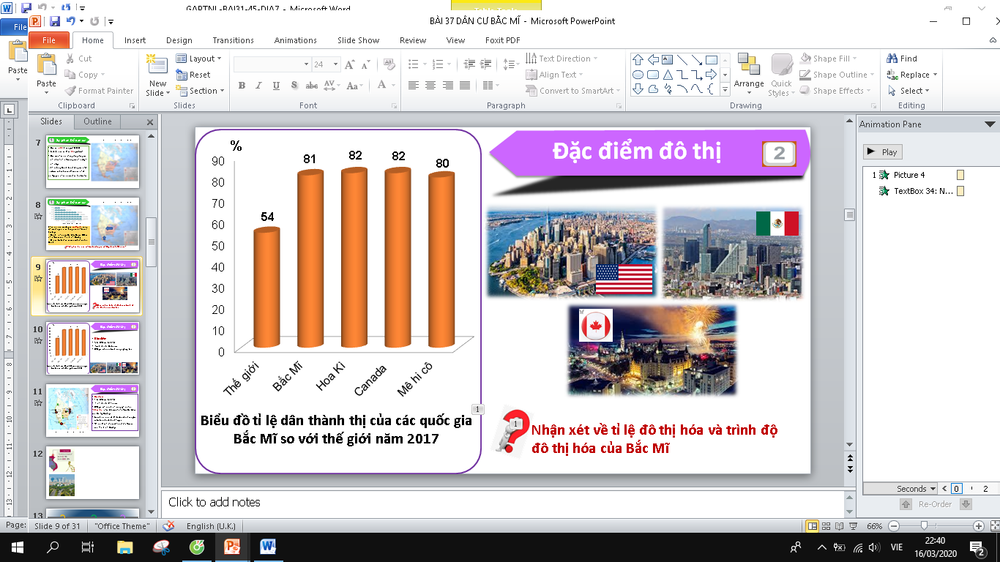 GAPTNL-BAI31-45-DIA7 - Microsoft Word
Table Tools
BÀI 37 DÂN CƯ BẮC MĨ - Microsoft PowerPoint
File
File
Home
Insert
Design
Transitions
Animations
Slide Show
Review
View
Foxit PDF
Paste
Paste
Cut
Copy
Format Painter
Clipboard
New Slide
Layout
Reset
Section
Slides
24
Font
Paragraph
Text Direction
Align Text
Convert to SmartArt
Arrange
Quick Styles
Shape Fill
Shape Outline
Shape Effects
Drawing
Find
Replace
Select
Editing
Slides
Outline
7
8
9
10
11
12
13
%
90
80
70
60
50
40
30
20
10
0
54
81
82
82
80
Thế giới
Bắc Mĩ
Hoa Kì
Canada
Mê hi cô
Biểu đồ tỉ lệ dân thành thị của các quốc gia
Bắc Mĩ so với thế giới năm 2017
1
Đặc điểm đô thị
2
1
Nhận xét về tỉ lệ đô thị hóa và trình độ
đô thị hóa của Bắc Mĩ
Click to add notes
Animation Pane
Play
1 Picture 4
TextBox 34: N...
Seconds
0
2
Re-Order
Page:
Slide 9 of 31
"Office Theme"
English (U.K.)
66%
VIE
22:40
16/03/2020
2